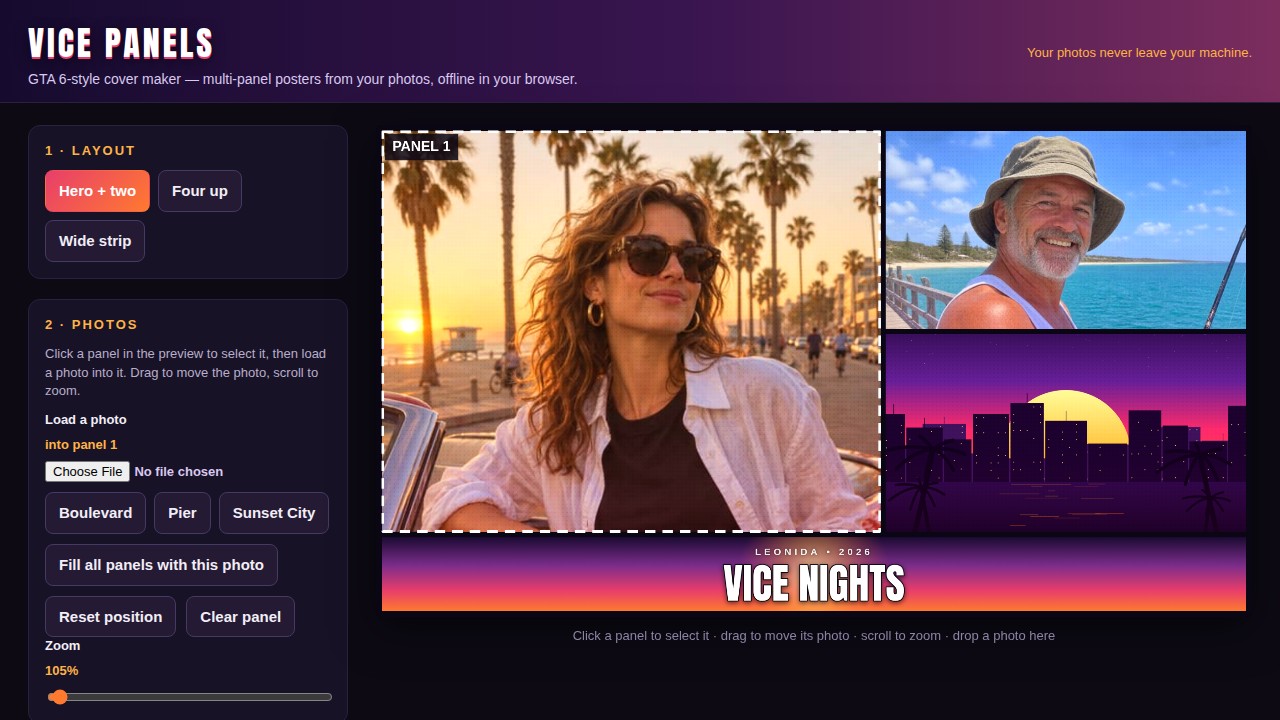 VICE PANELS
GTA 6-style cover maker — multi-panel posters from your photos, offline in your browser.
Your photos never leave your machine.
1 · LAYOUT
Hero + two
Four up
Wide strip
2 · PHOTOS
Click a panel in the preview to select it, then load
a photo into it. Drag to move the photo, scroll to
zoom.
Load a photo
into panel 1
Choose File No file chosen
Boulevard
Pier
Sunset City
Fill all panels with this photo
Reset position
Clear panel
Zoom
105%
PANEL 1
LEONIDA • 2026
VICE NIGHTS
Click a panel to select it · drag to move its photo · scroll to zoom · drop a photo here